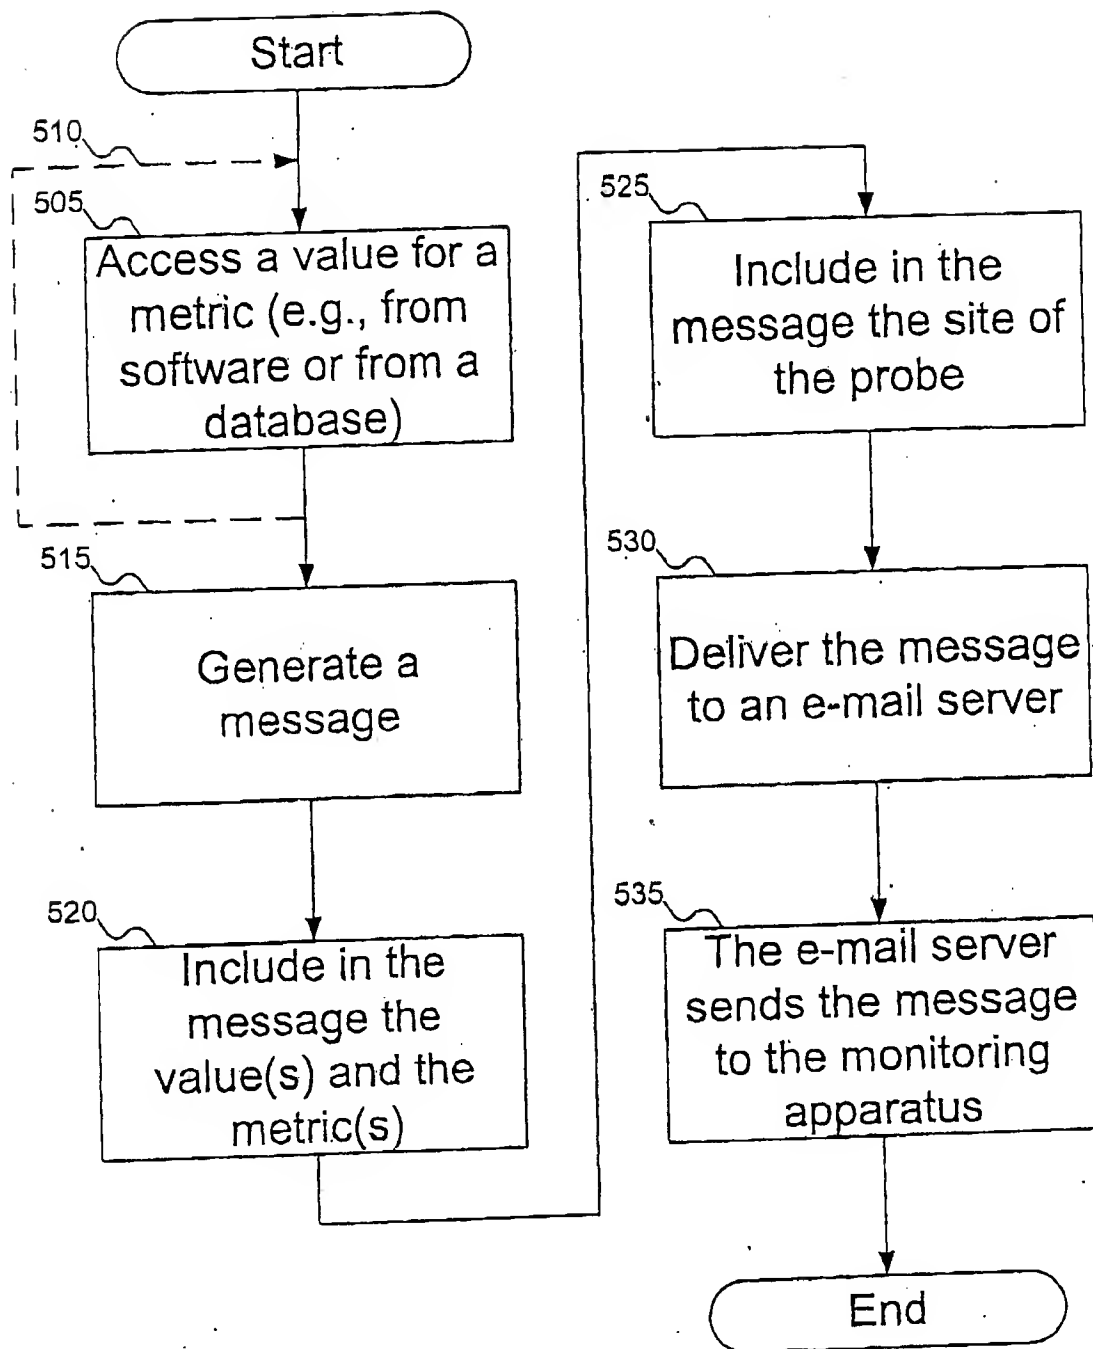 Start
510
505
Access a value for a
metric (e.g., from
software or from a
database)
515
Generate a
message
520
Include in the
message the
value(s) and the
metric(s)
525
Include in the
message the site of
the probe
530
Deliver the message
to an e-mail server
535
The e-mail server
sends the message
to the monitoring
apparatus
End